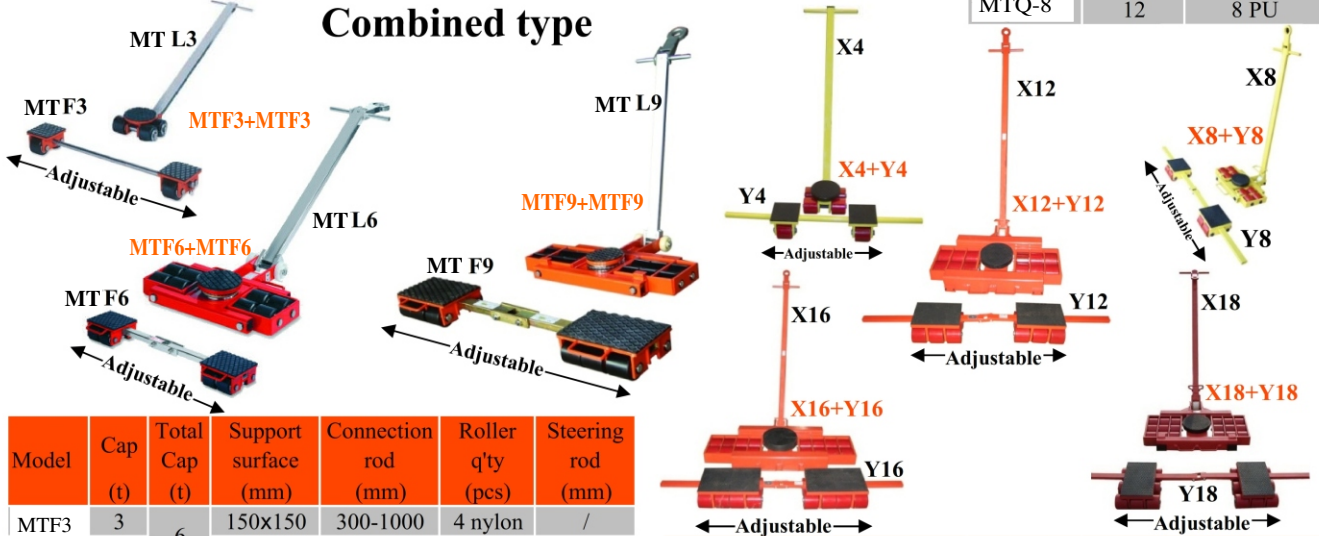 Combined type
MTQ-8 12 8 PU
MT L3
MTF3
MTF3+MTF3
Adjustable
MT L6
MTF6+MTF6
MT F6
Adjustable
MT L9
MTF9+MTF9
MT F9
Adjustable
X4
X4+Y4
Y4
Adjustable
X12
X12+Y12
Y12
Adjustable
X8
X8+Y8
Adjustable
Y8
X16
X16+Y16
Y16
Adjustable
X18
X18+Y18
Y18
Adjustable
Model Cap (t) Total Cap (t) Support surface (mm) Connection rod (mm) Roller q'ty (pcs) Steering rod (mm)
MTF3 3 6 150x150 300-1000 4 nylon /